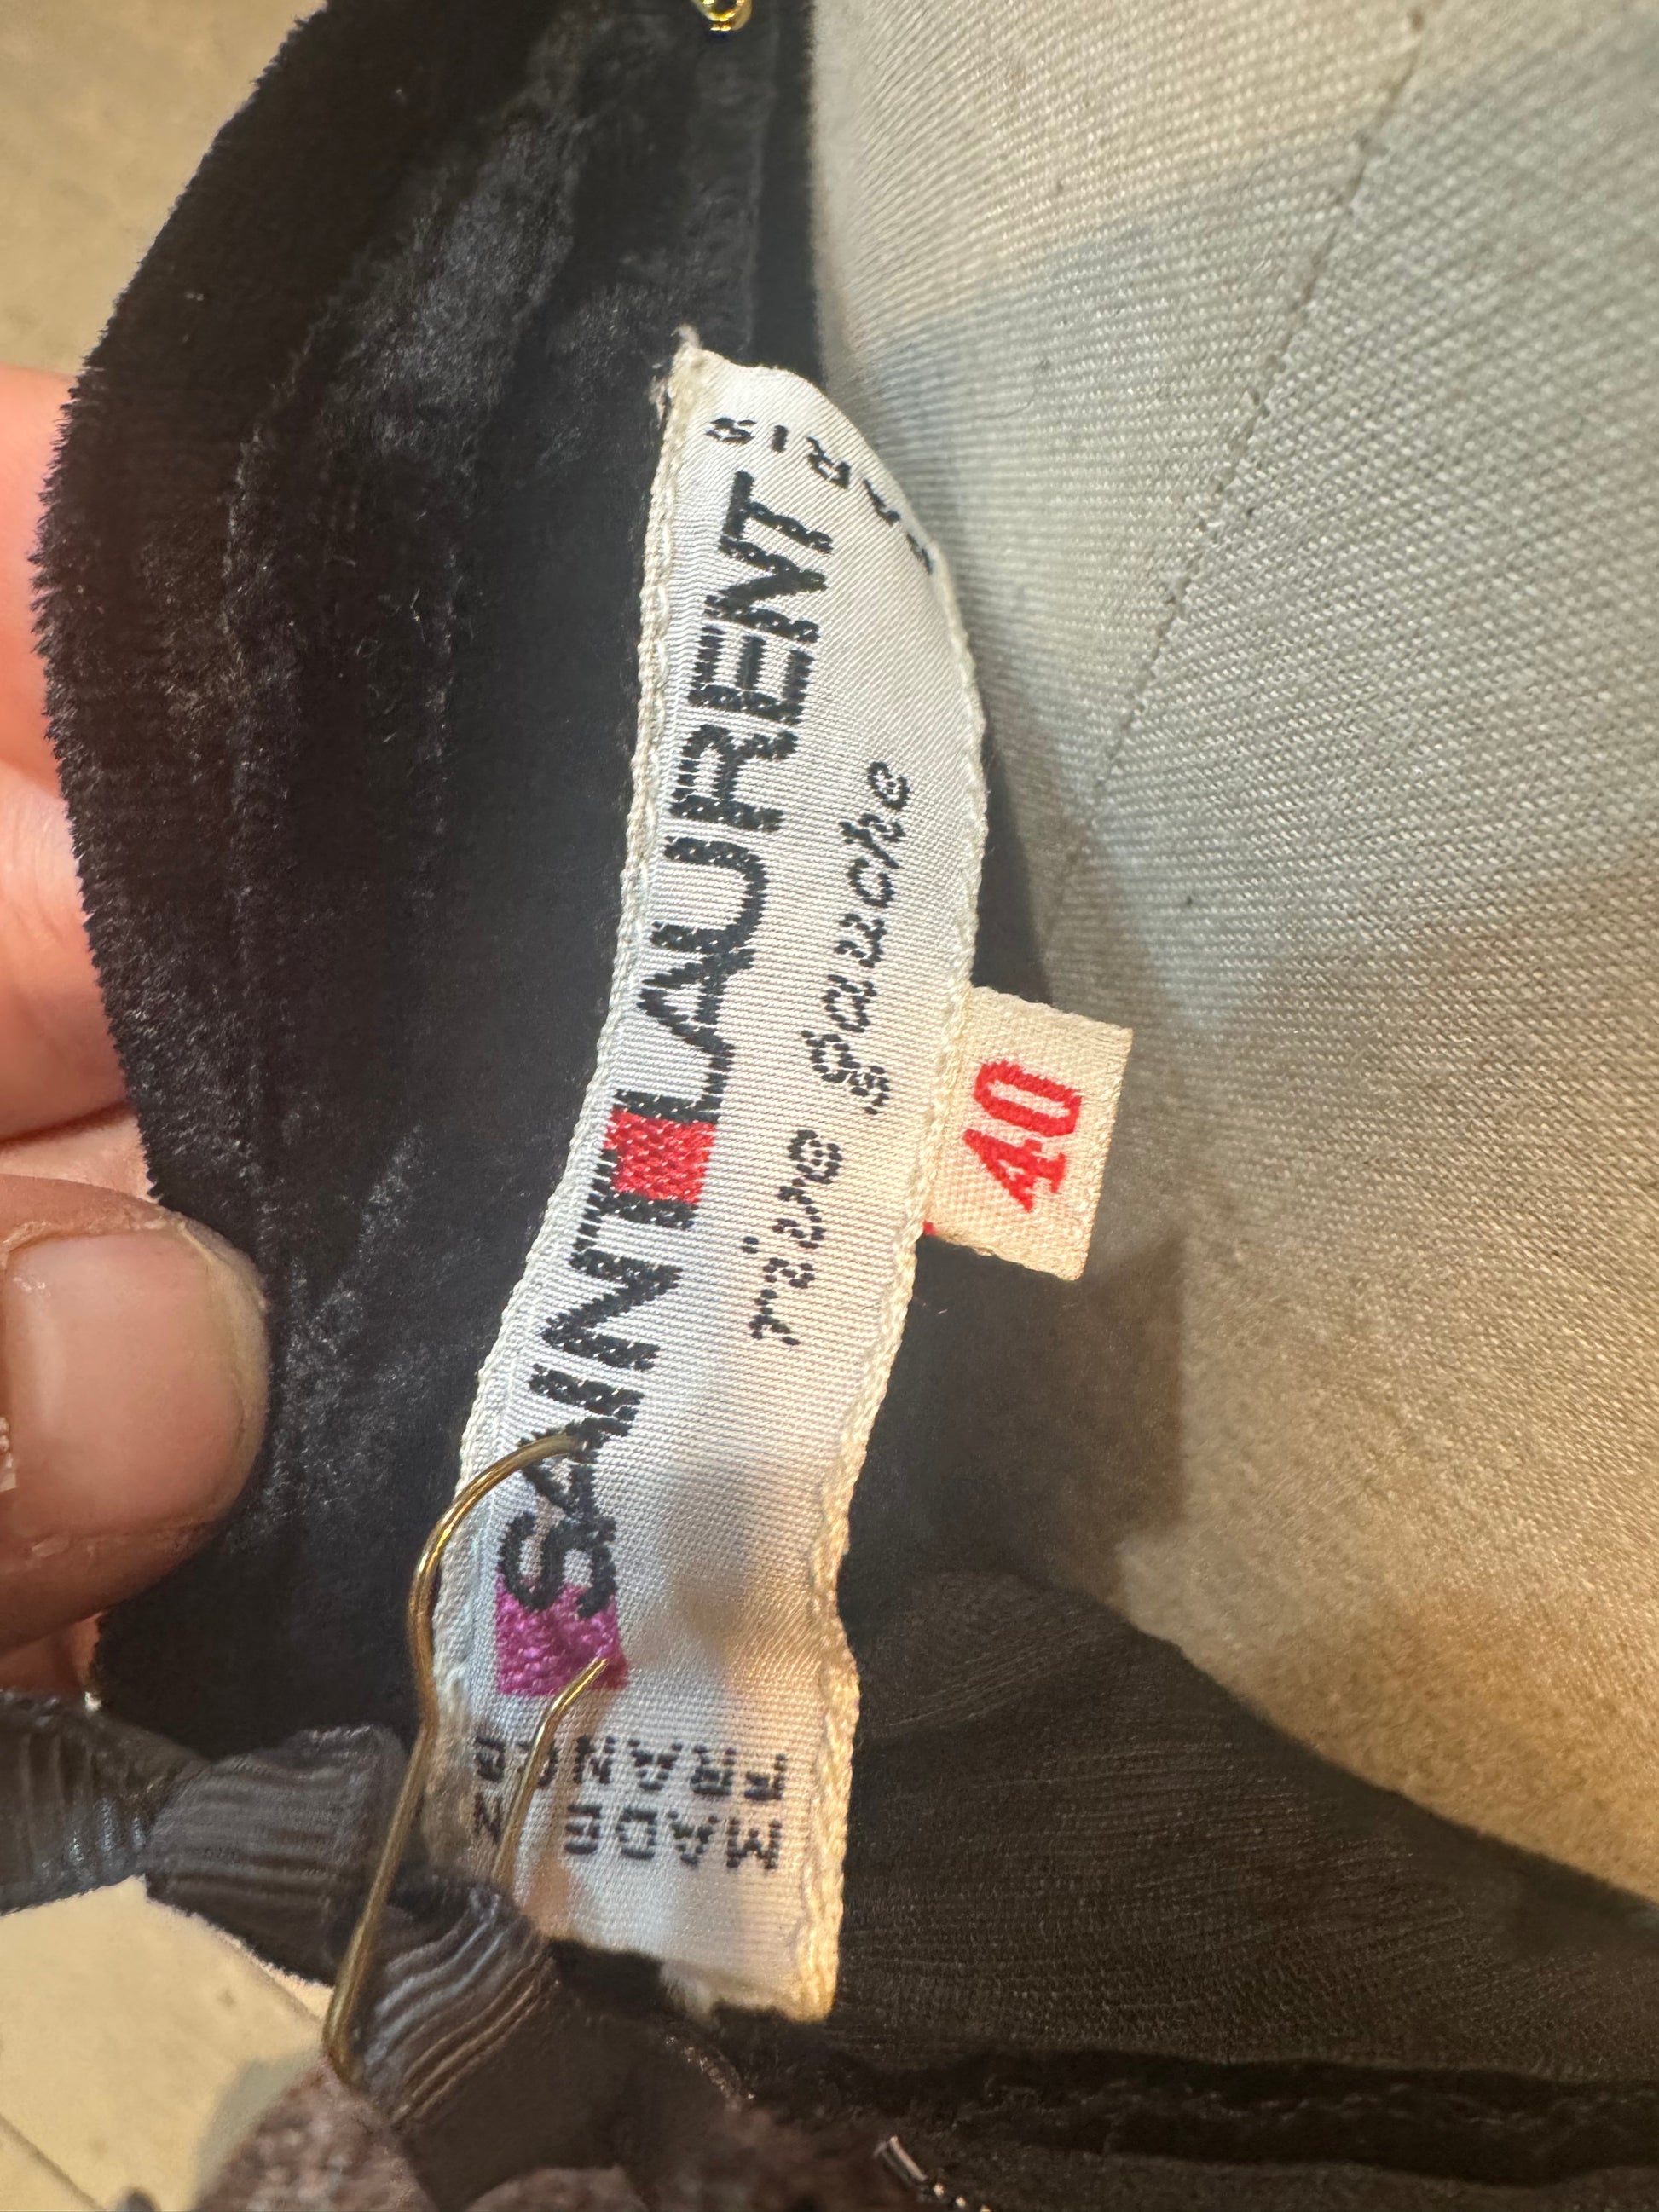 SAINT LAURENT
rive gauche
PARIS
MADE IN
FRANCE
40